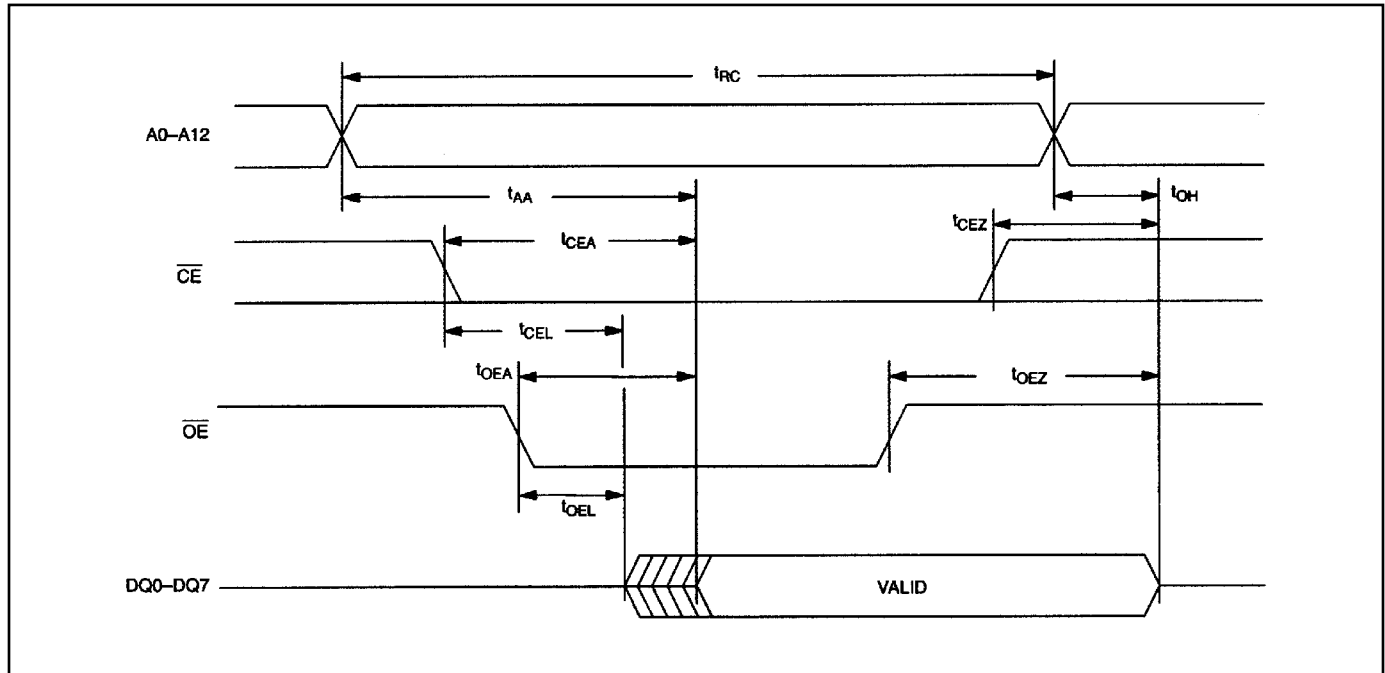 tRC
A0–A12
tAA
tOH
tCEZ
tCEA
CE
tCEL
tOEA
tOEZ
OE
tOEL
DQ0–DQ7
VALID